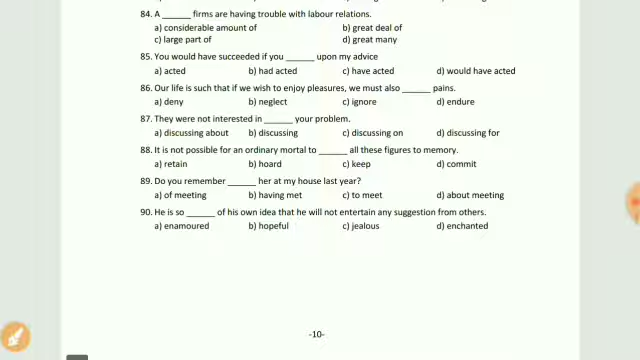 84. A ______ firms are having trouble with labour relations.
a) considerable amount of b) great deal of
c) large part of d) great many
85. You would have succeeded if you ______ upon my advice
a) acted b) had acted c) have acted d) would have acted
86. Our life is such that if we wish to enjoy pleasures, we must also ______ pains.
a) deny b) neglect c) ignore d) endure
87. They were not interested in ______ your problem.
a) discussing about b) discussing c) discussing on d) discussing for
88. It is not possible for an ordinary mortal to ______ all these figures to memory.
a) retain b) hoard c) keep d) commit
89. Do you remember ______ her at my house last year?
a) of meeting b) having met c) to meet d) about meeting
90. He is so ______ of his own idea that he will not entertain any suggestion from others.
a) enamoured b) hopeful c) jealous d) enchanted
-10-